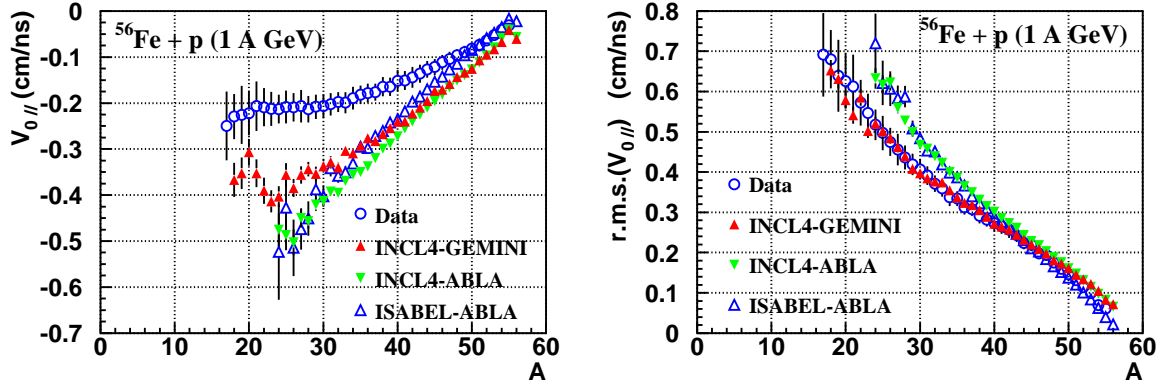 ⁵⁶Fe + p (1 A GeV)
V₀ // (cm/ns)
0
-0.1
-0.2
-0.3
-0.4
-0.5
-0.6
-0.7
Data
INCL4-GEMINI
INCL4-ABLA
ISABEL-ABLA
0 10 20 30 40 50 60
A
⁵⁶Fe + p (1 A GeV)
r.m.s.(V₀//) (cm/ns)
0.8
0.7
0.6
0.5
0.4
0.3
0.2
0.1
0
Data
INCL4-GEMINI
INCL4-ABLA
ISABEL-ABLA
0 10 20 30 40 50 60
A